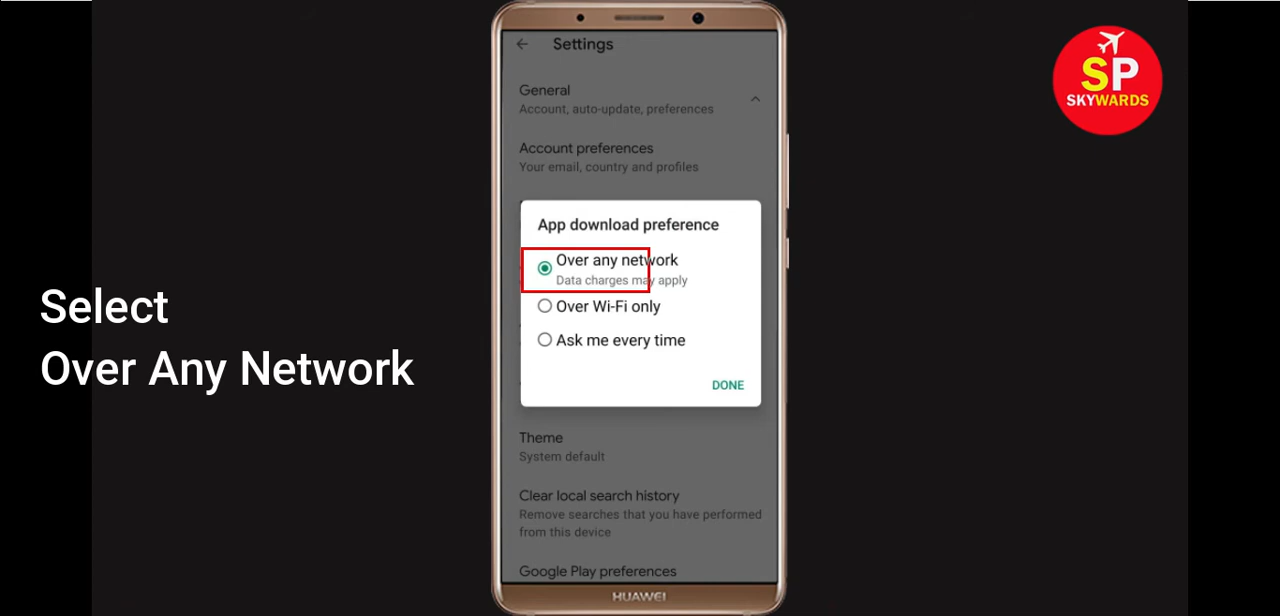 Settings
General
Account, auto-update, preferences
Account preferences
Your email, country and profiles
App download preference
Over any network
Data charges may apply
Over Wi-Fi only
Ask me every time
DONE
Theme
System default
Clear local search history
Remove searches that you have performed
from this device
Google Play preferences
HUAWEI
Select
Over Any Network
SP
SKYWARDS